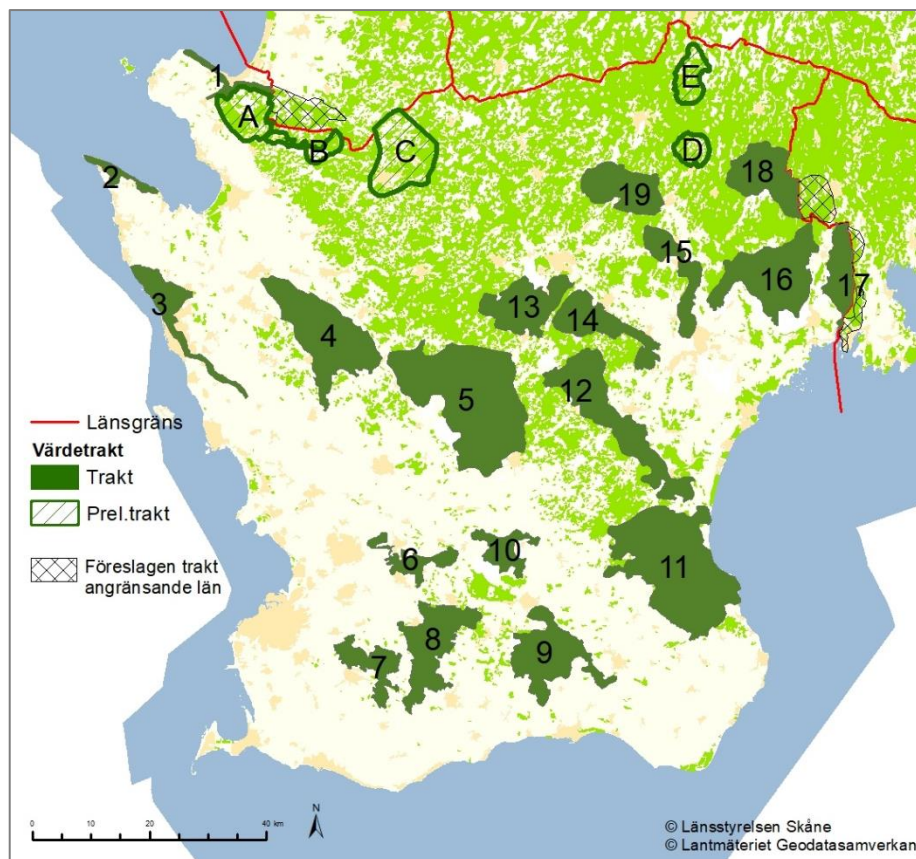 1
A
B
C
E
D
2
18
19
15
16
17
3
13
14
4
12
5
Länsgräns
Värdetrakt
Trakt
Prel.trakt
Föreslagen trakt
angränsande län
6
10
11
7
8
9
N
0 10 20 40 km
© Länsstyrelsen Skåne
© Lantmäteriet Geodatasamverkan